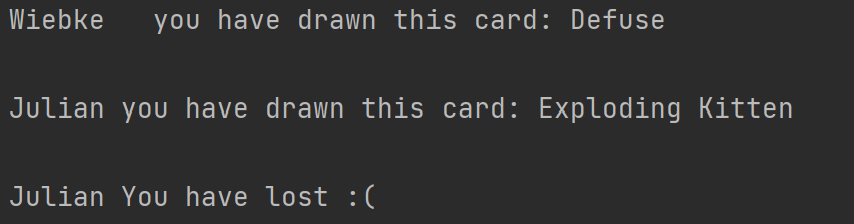 Wiebke   you have drawn this card: Defuse
Julian you have drawn this card: Exploding Kitten
Julian You have lost :(